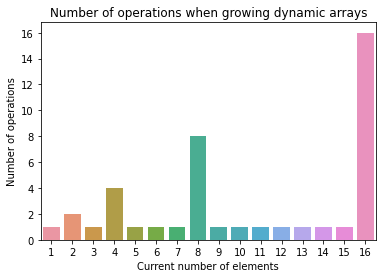 Number of operations when growing dynamic arrays
16
14
12
10
8
6
4
2
0
Number of operations
1 2 3 4 5 6 7 8 9 10 11 12 13 14 15 16
Current number of elements